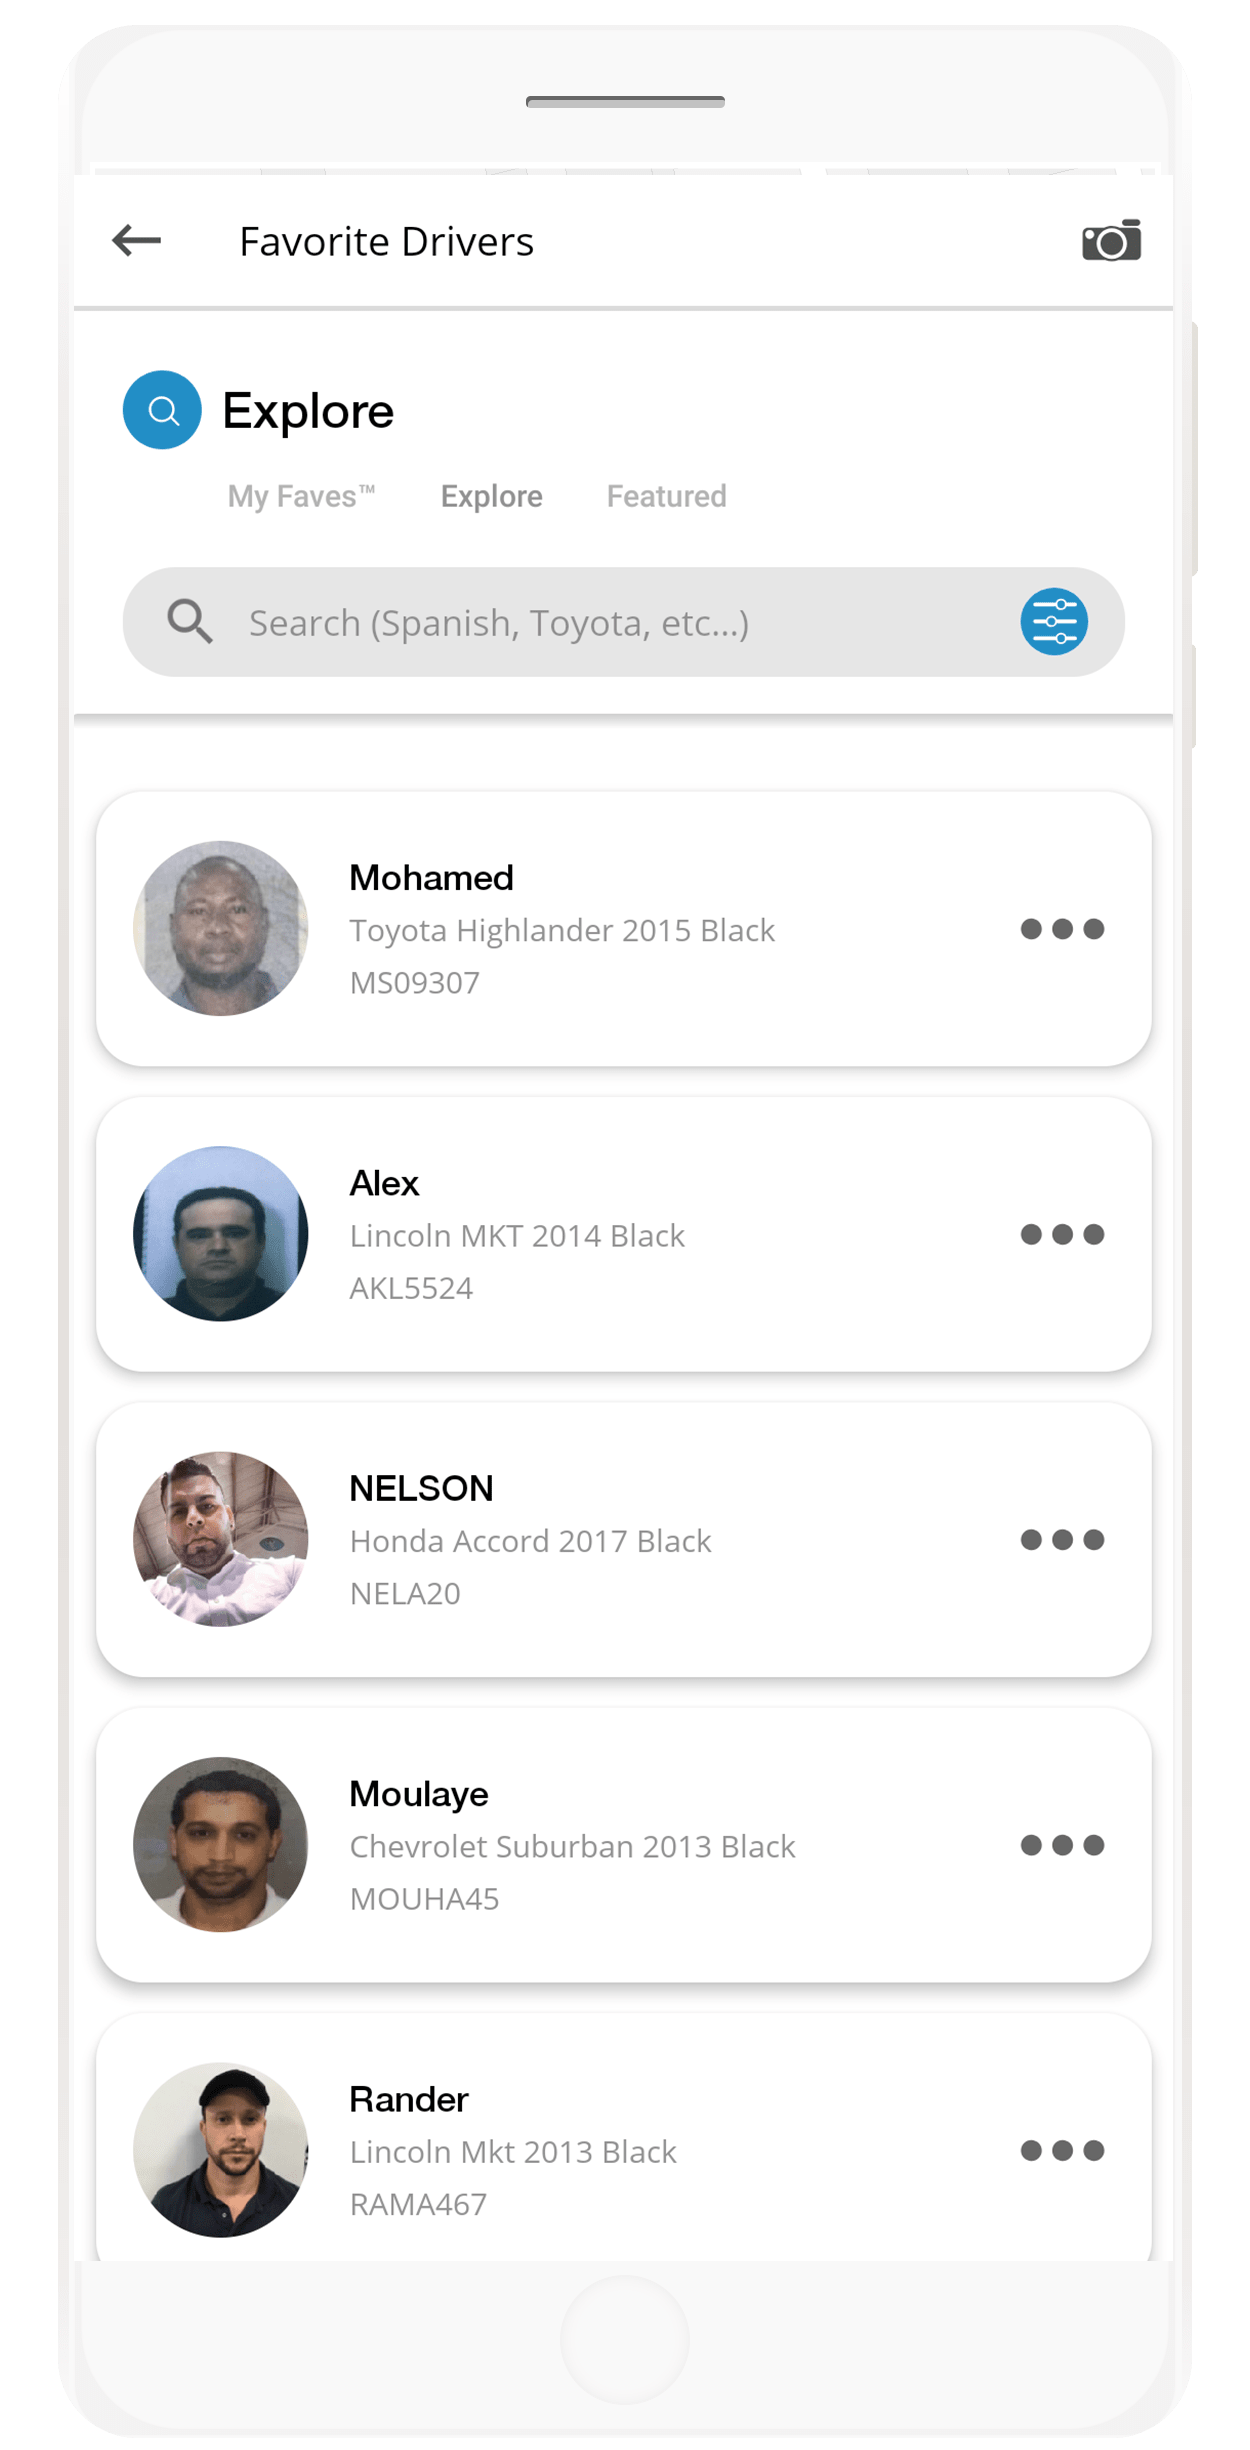 Favorite Drivers
Explore
My Faves™ Explore Featured
Search (Spanish, Toyota, etc...)
Mohamed
Toyota Highlander 2015 Black
MS09307
Alex
Lincoln MKT 2014 Black
AKL5524
NELSON
Honda Accord 2017 Black
NELA20
Moulaye
Chevrolet Suburban 2013 Black
MOUHA45
Rander
Lincoln Mkt 2013 Black
RAMA467